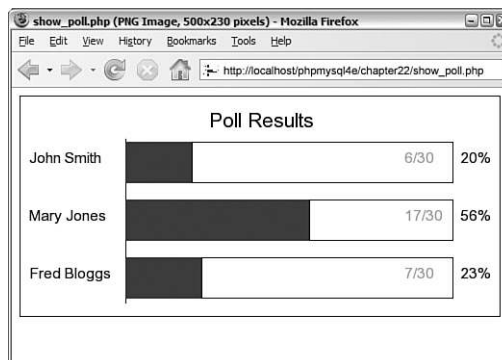 show_poll.php (PNG Image, 500x230 pixels) - Mozilla Firefox
File Edit View History Bookmarks Tools Help
http://localhost/phpmysql4e/chapter22/show_poll.php
Poll Results
John Smith 6/30 20%
Mary Jones 17/30 56%
Fred Bloggs 7/30 23%